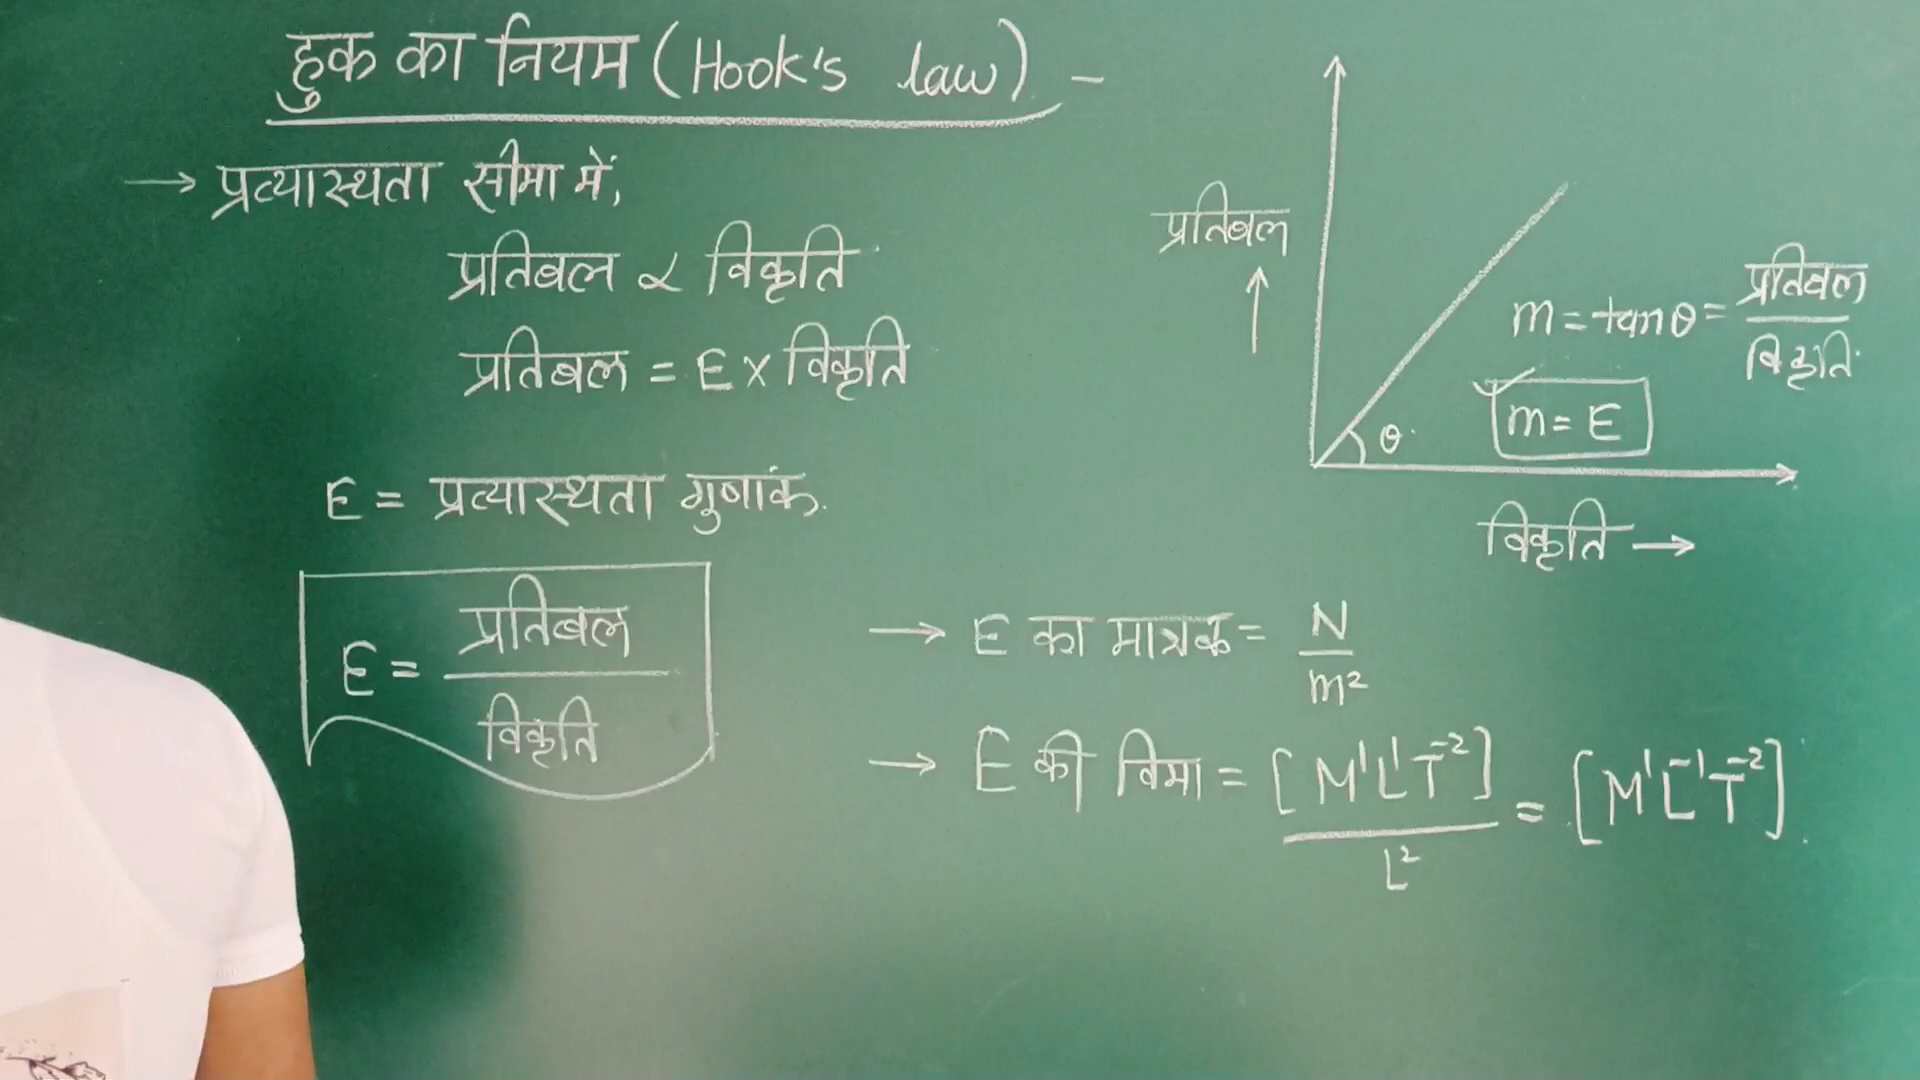 हुक का नियम (Hook's law) -
→ प्रत्यास्थता सीमा में,
प्रतिबल ∝ विकृति
प्रतिबल = E × विकृति
E = प्रत्यास्थता गुणांक.
E = प्रतिबल / विकृति
प्रतिबल ↑
m = tanθ = प्रतिबल / विकृति
m = E
θ
विकृति →
→ E का मात्रक = N / m²
→ E की विमा = [M¹L¹T⁻²] / L² = [M¹L⁻¹T⁻²].